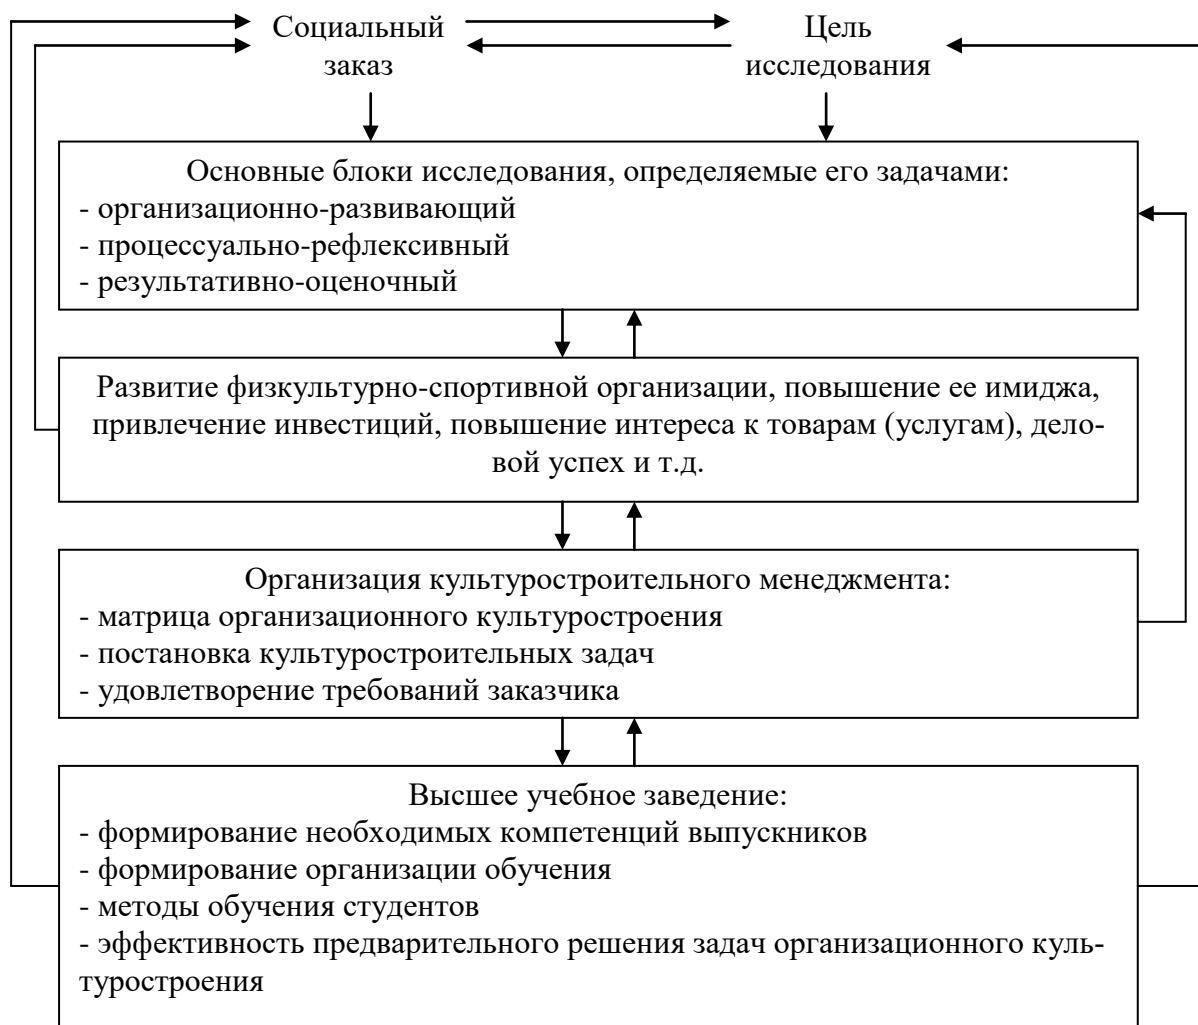 Социальный
заказ
Цель
исследования
Основные блоки исследования, определяемые его задачами:
- организационно-развивающий
- процессуально-рефлексивный
- результативно-оценочный
Развитие физкультурно-спортивной организации, повышение ее имиджа,
привлечение инвестиций, повышение интереса к товарам (услугам), дело-
вой успех и т.д.
Организация культуростроительного менеджмента:
- матрица организационного культуростроения
- постановка культуростроительных задач
- удовлетворение требований заказчика
Высшее учебное заведение:
- формирование необходимых компетенций выпускников
- формирование организации обучения
- методы обучения студентов
- эффективность предварительного решения задач организационного куль-
туростроения